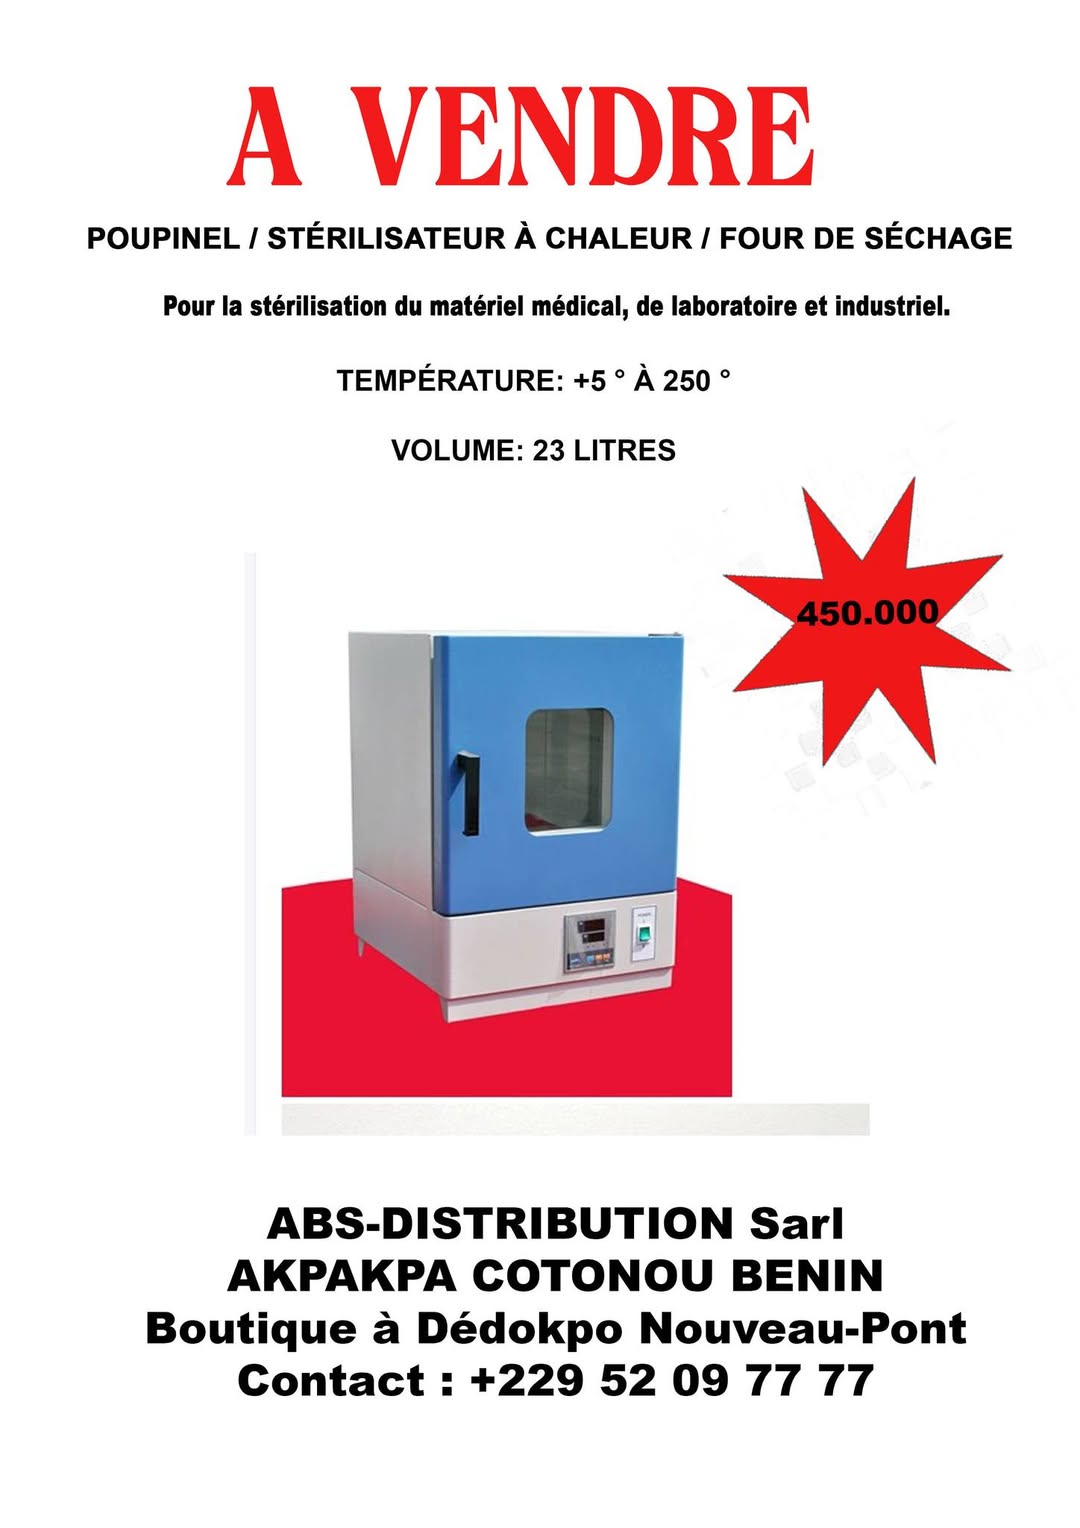 A VENDRE
POUPINEL / STÉRILISATEUR À CHALEUR / FOUR DE SÉCHAGE
Pour la stérilisation du matériel médical, de laboratoire et industriel.
TEMPÉRATURE: +5 ° À 250 °
VOLUME: 23 LITRES
450.000
POWER
ABS-DISTRIBUTION Sarl
AKPAKPA COTONOU BENIN
Boutique à Dédokpo Nouveau-Pont
Contact : +229 52 09 77 77